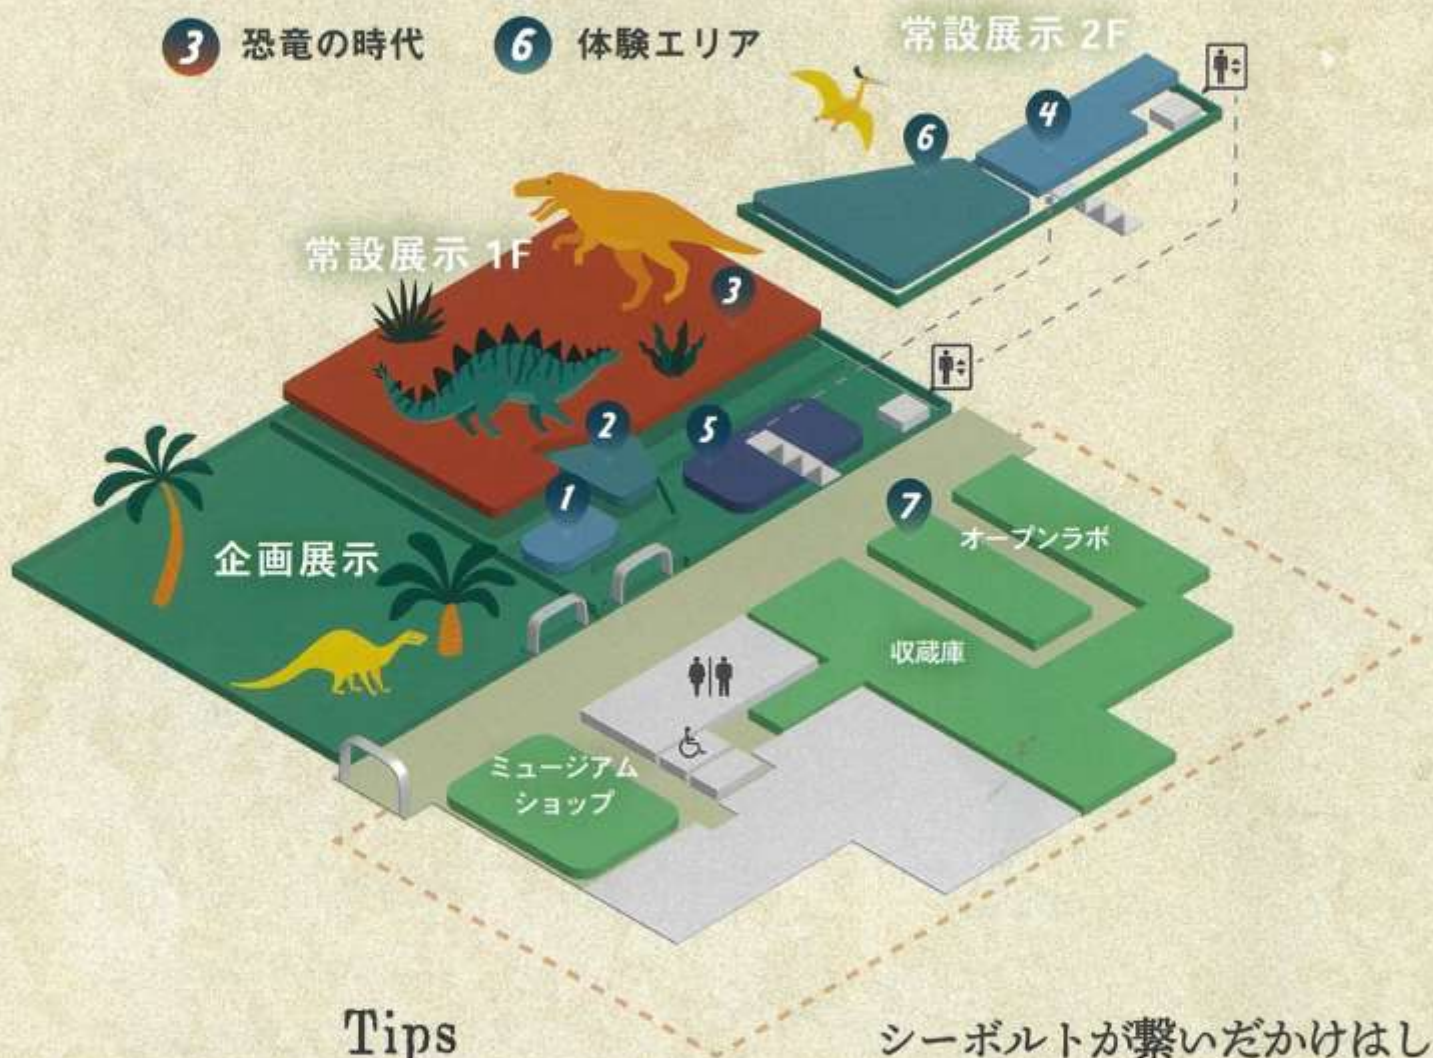 3 恐竜の時代
6 体験エリア
常設展示 2F
4
6
常設展示 1F
3
2
5
1
7
オープンラボ
企画展示
収蔵庫
ミュージアム
ショップ
Tips
シーボルトが繋いだかけはし